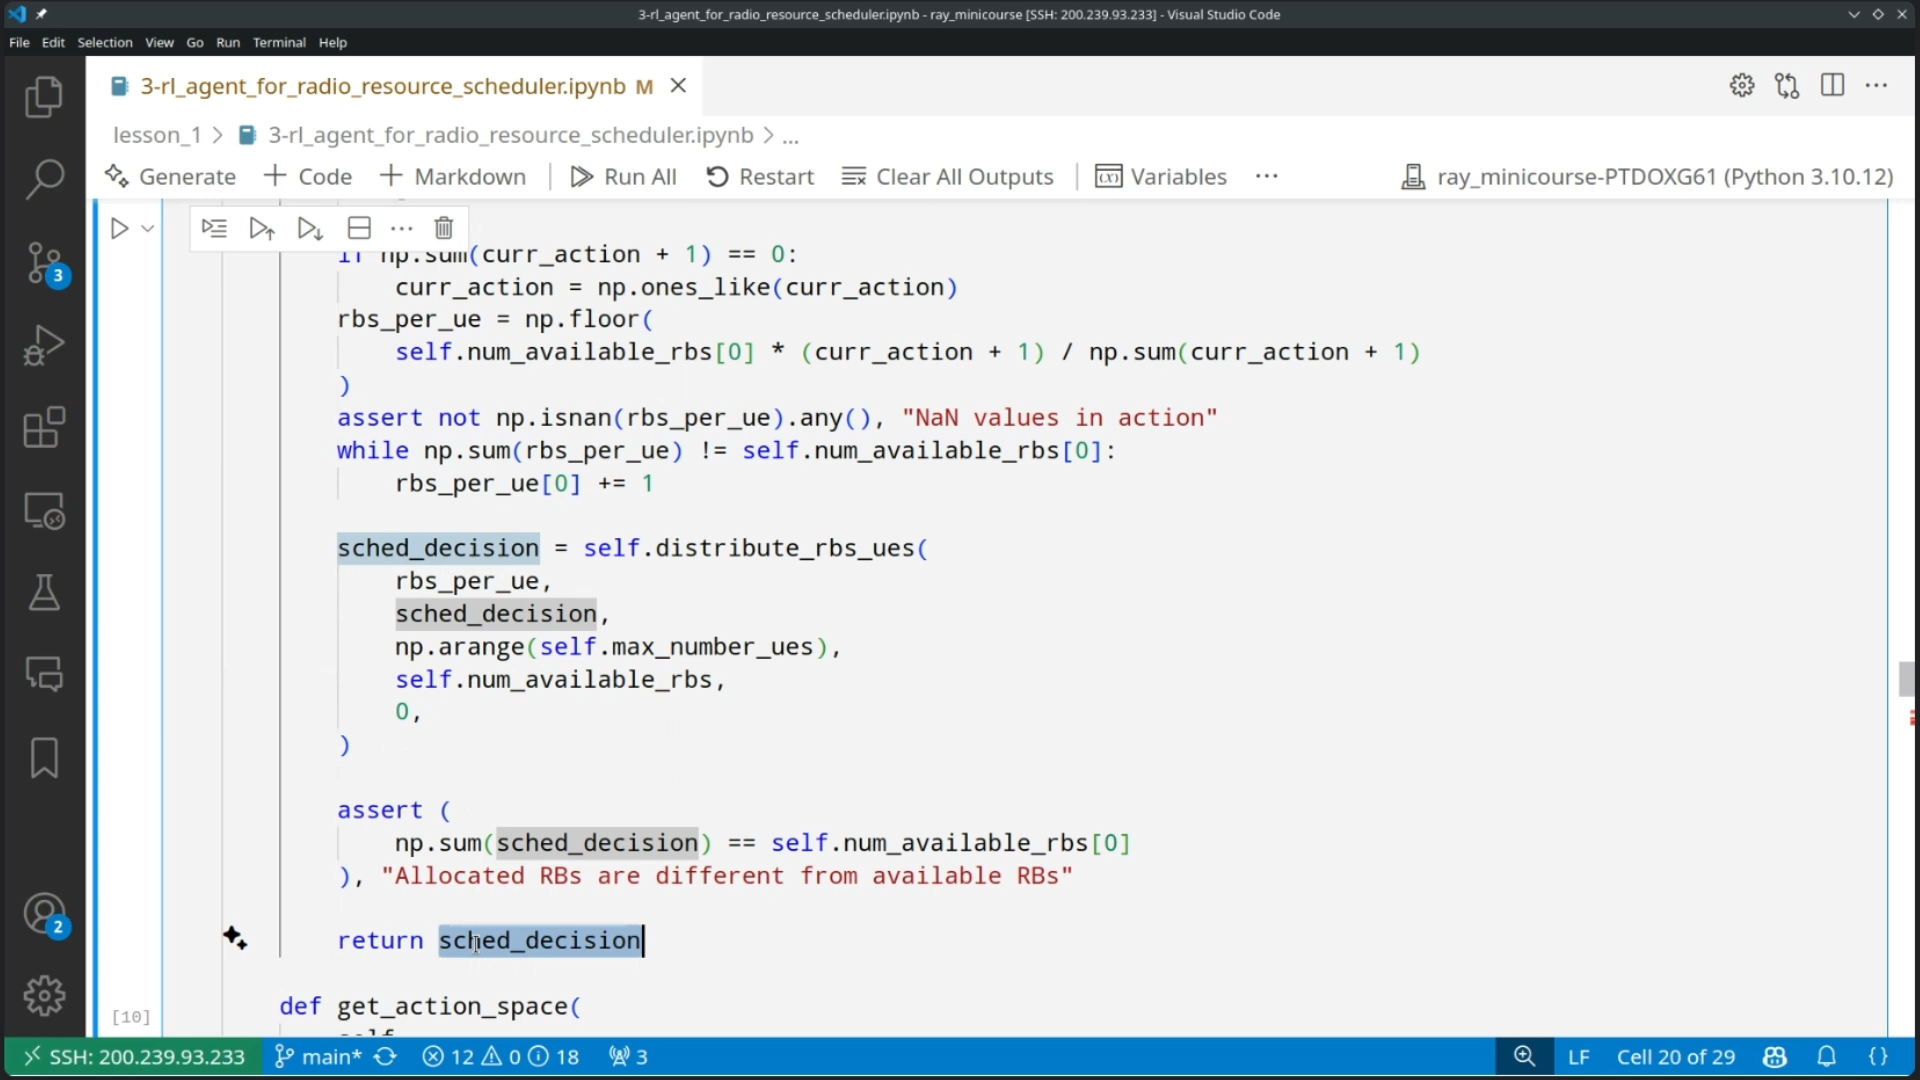 3-rl_agent_for_radio_resource_scheduler.ipynb - ray_minicourse [SSH: 200.239.93.233] - Visual Studio Code
File Edit Selection View Go Run Terminal Help
3-rl_agent_for_radio_resource_scheduler.ipynb M
lesson_1 > 3-rl_agent_for_radio_resource_scheduler.ipynb > ...
Generate + Code + Markdown Run All Restart Clear All Outputs Variables ... ray_minicourse-PTDOXG61 (Python 3.10.12)
if np.sum(curr_action + 1) == 0:
curr_action = np.ones_like(curr_action)
rbs_per_ue = np.floor(
self.num_available_rbs[0] * (curr_action + 1) / np.sum(curr_action + 1)
)
assert not np.isnan(rbs_per_ue).any(), "NaN values in action"
while np.sum(rbs_per_ue) != self.num_available_rbs[0]:
rbs_per_ue[0] += 1
sched_decision = self.distribute_rbs_ues(
rbs_per_ue,
sched_decision,
np.arange(self.max_number_ues),
self.num_available_rbs,
0,
)
assert (
np.sum(sched_decision) == self.num_available_rbs[0]
), "Allocated RBs are different from available RBs"
return sched_decision
def get_action_space(
[10]
3
2
SSH: 200.239.93.233 main* 12 0 18 3 LF Cell 20 of 29 {}